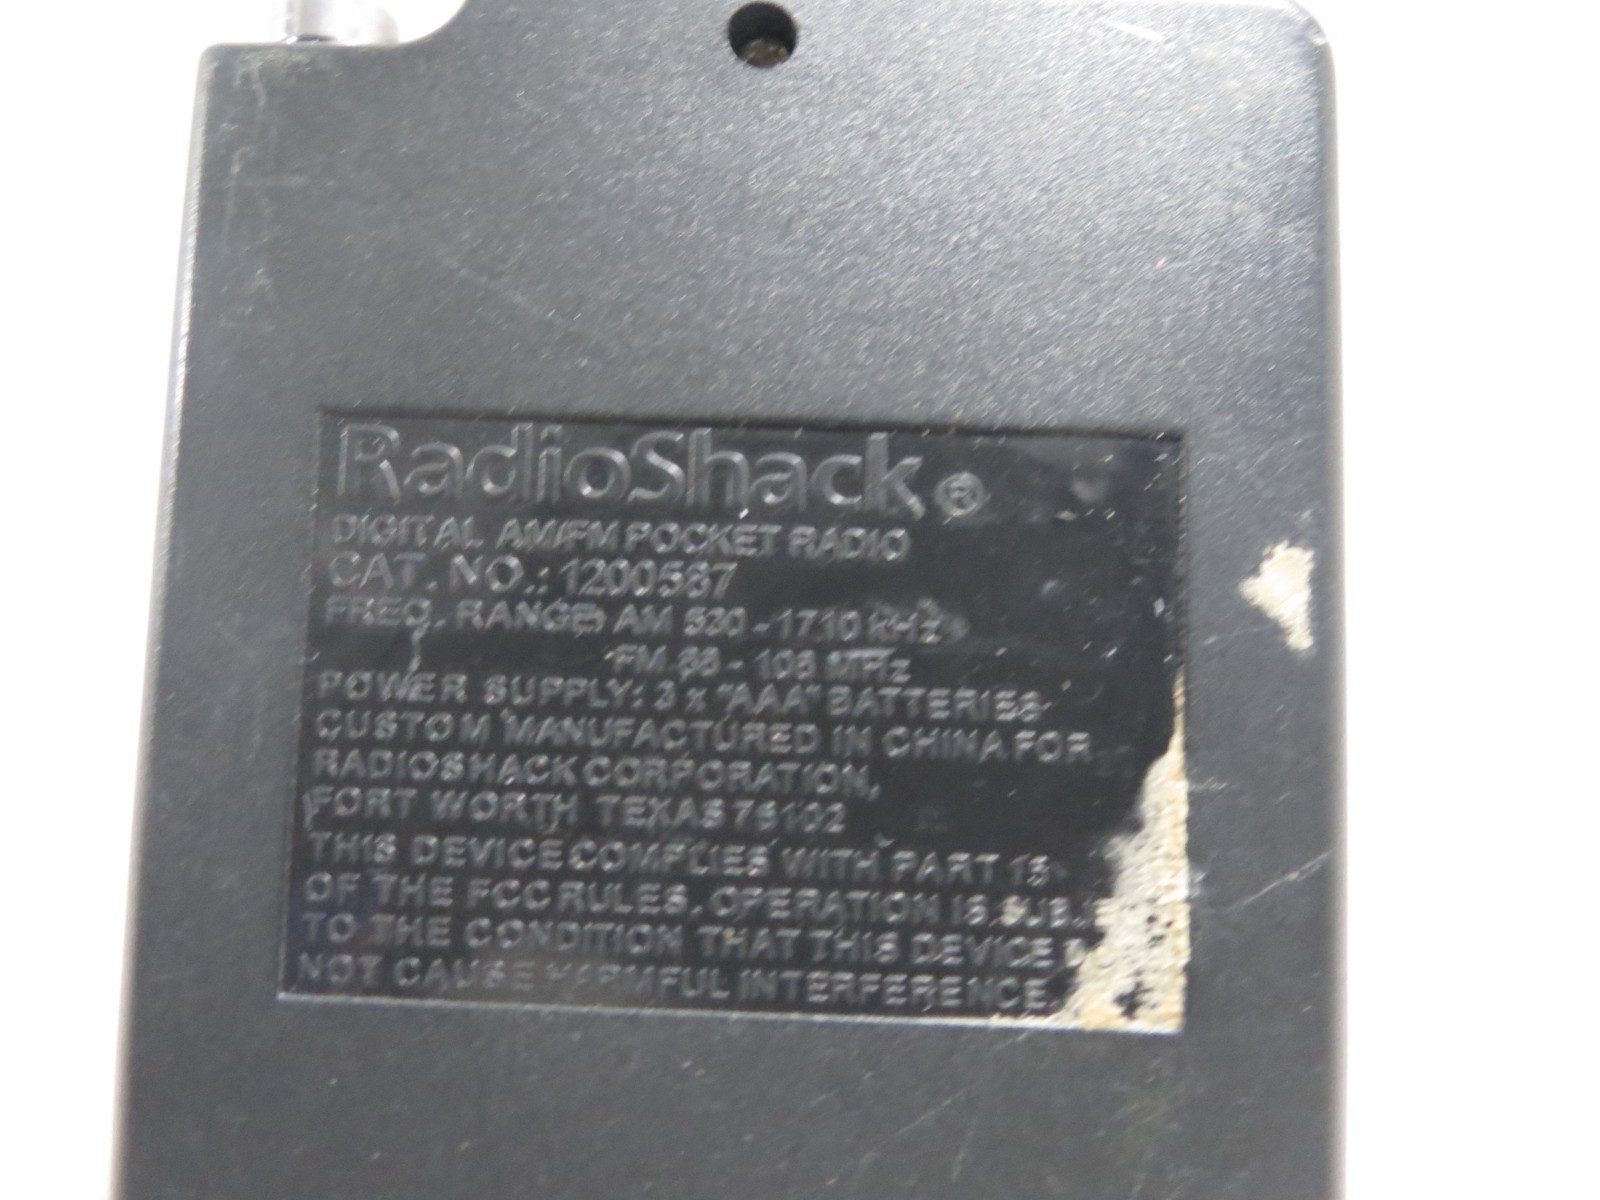 RadioShack®
DIGITAL AM/FM POCKET RADIO
CAT. NO.: 1200587
FREQ. RANGE: AM 530 - 1710 kHz
FM 88 - 108 MHz
POWER SUPPLY: 3 x "AAA" BATTERIES
CUSTOM MANUFACTURED IN CHINA FOR
RADIOSHACK CORPORATION,
FORT WORTH TEXAS 76102
THIS DEVICE COMPLIES WITH PART 15
OF THE FCC RULES. OPERATION IS
TO THE CONDITION THAT THIS DEVICE
NOT CAUSE HARMFUL INTERFERENCE.